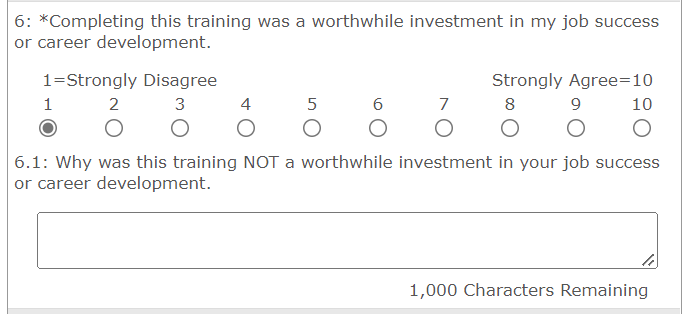 6: *Completing this training was a worthwhile investment in my job success
or career development.
1=Strongly Disagree Strongly Agree=10
1 2 3 4 5 6 7 8 9 10
6.1: Why was this training NOT a worthwhile investment in your job success
or career development.
1,000 Characters Remaining